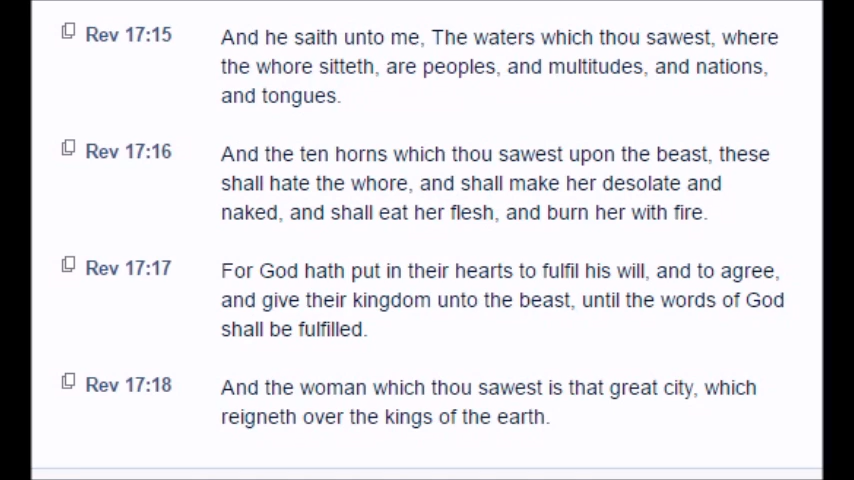 Rev 17:15 And he saith unto me, The waters which thou sawest, where
the whore sitteth, are peoples, and multitudes, and nations,
and tongues.
Rev 17:16 And the ten horns which thou sawest upon the beast, these
shall hate the whore, and shall make her desolate and
naked, and shall eat her flesh, and burn her with fire.
Rev 17:17 For God hath put in their hearts to fulfil his will, and to agree,
and give their kingdom unto the beast, until the words of God
shall be fulfilled.
Rev 17:18 And the woman which thou sawest is that great city, which
reigneth over the kings of the earth.